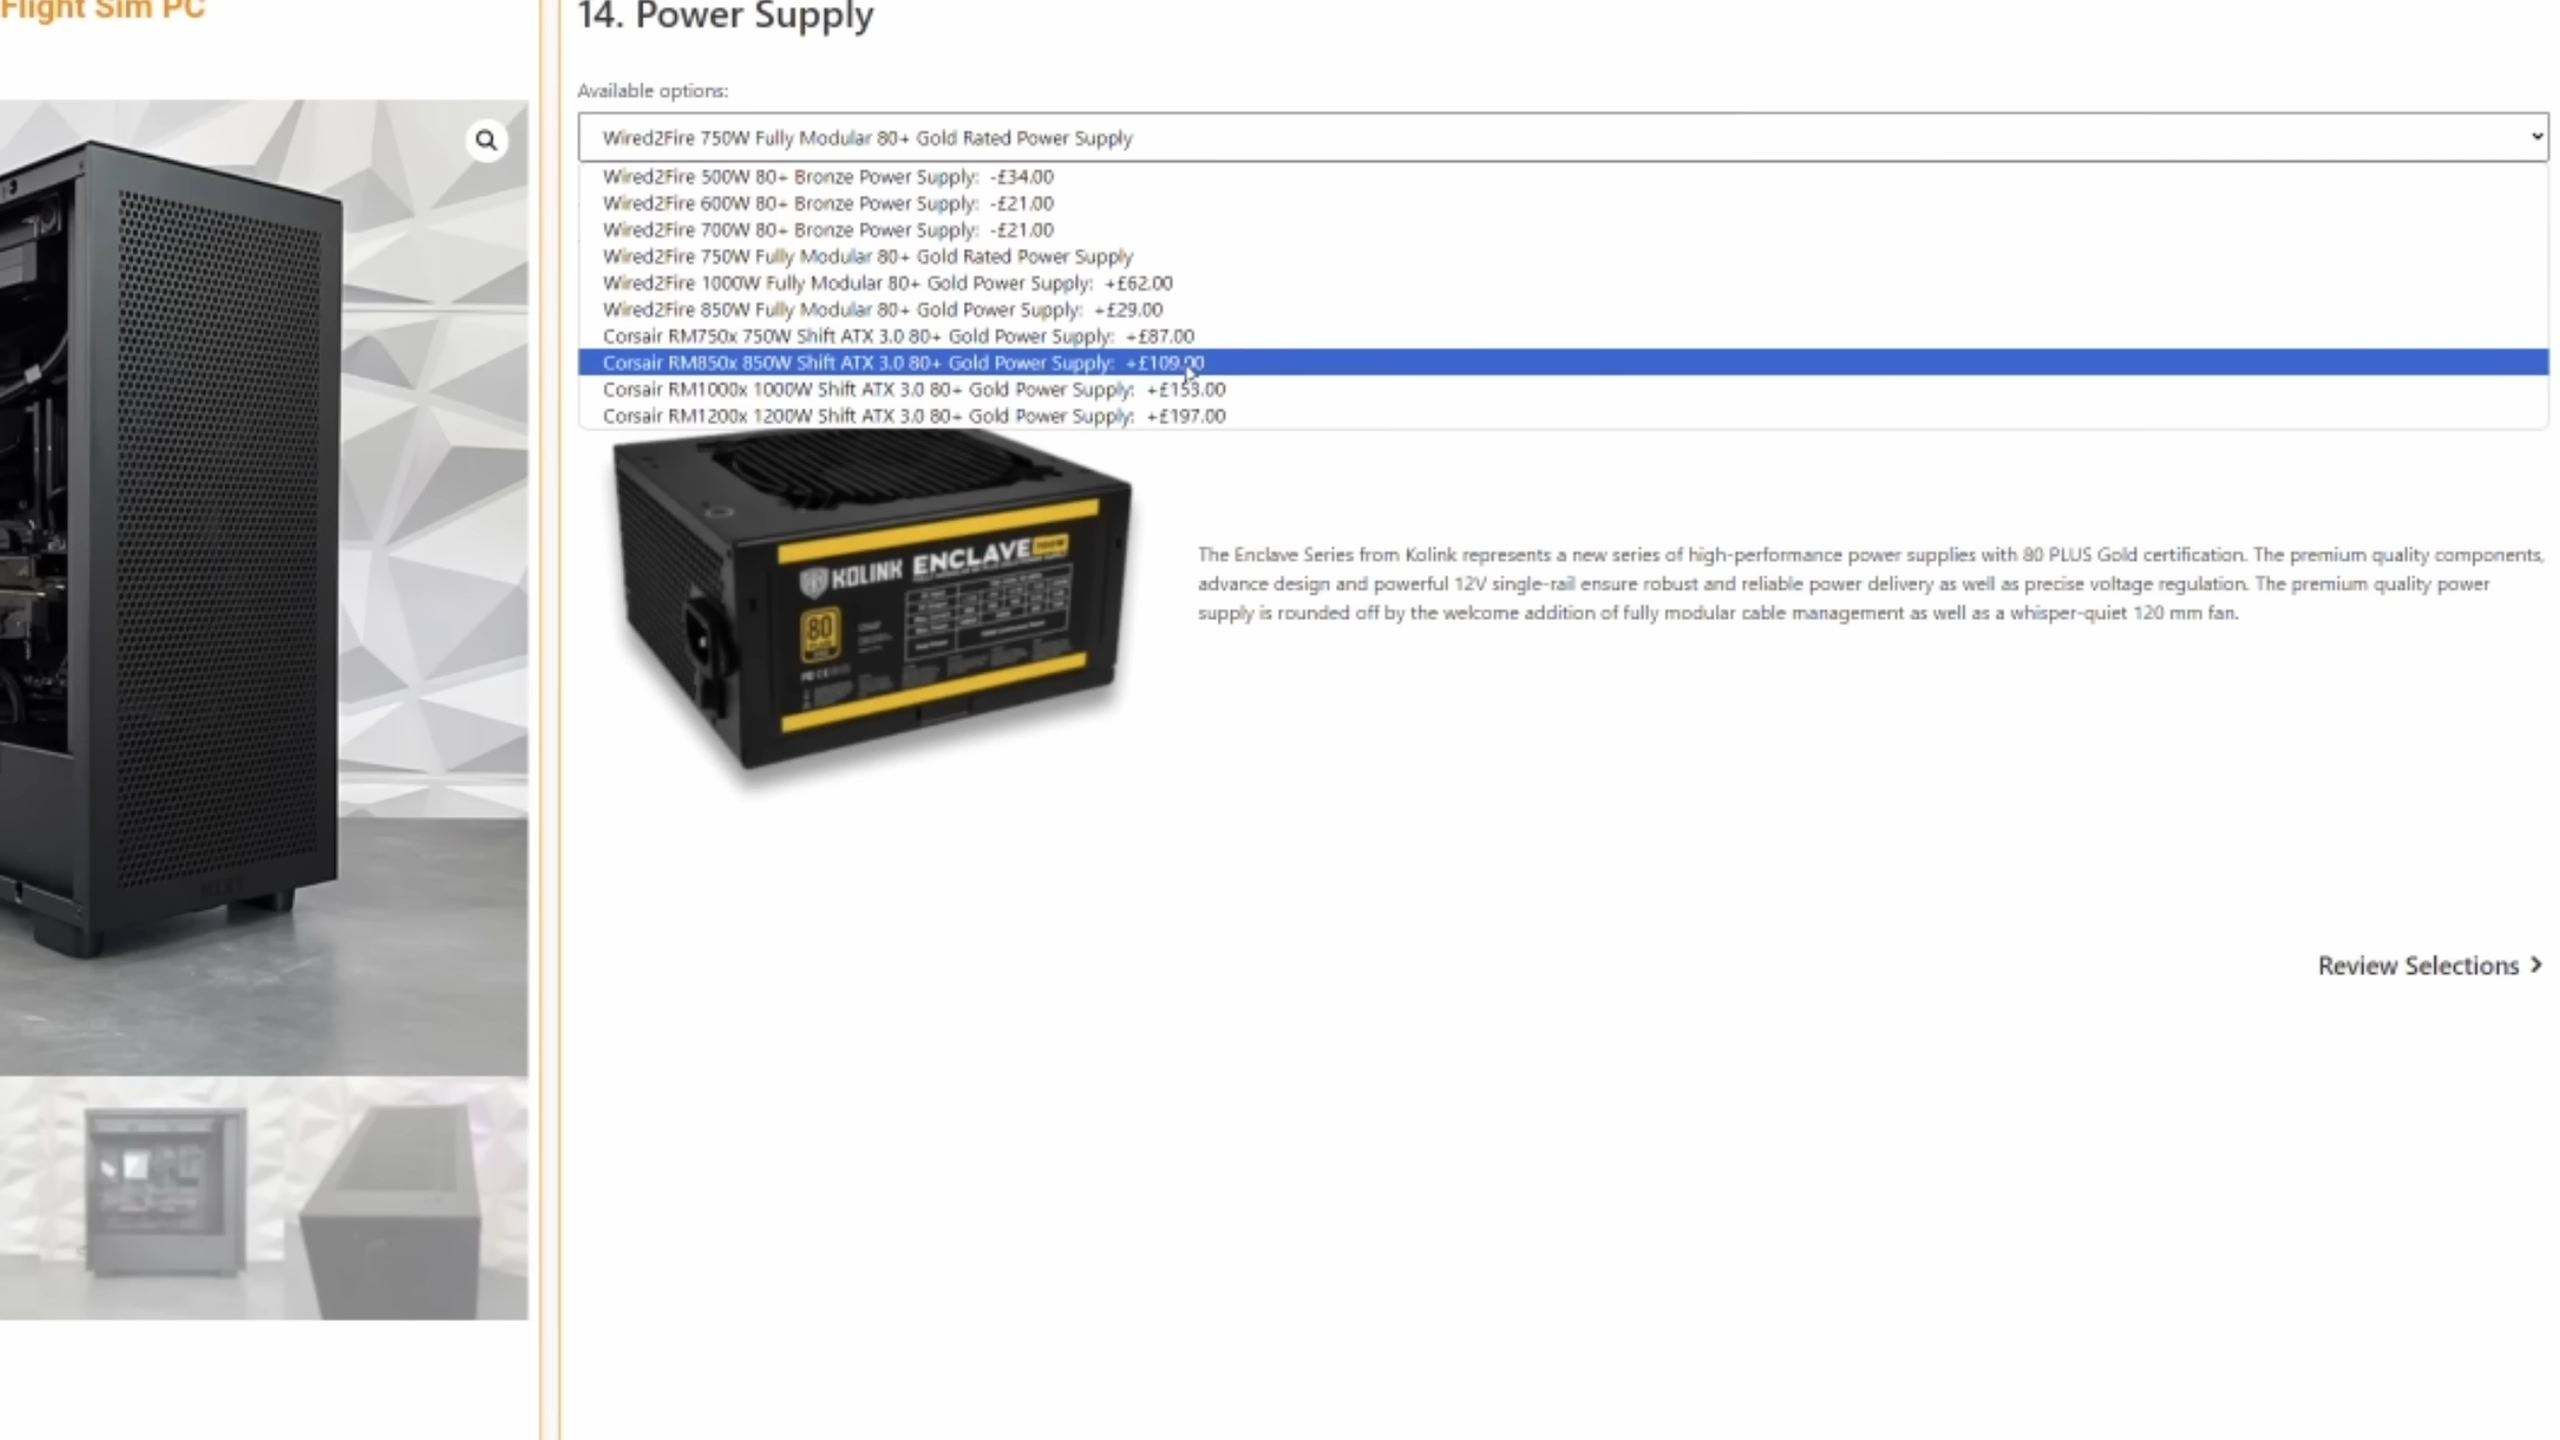 Flight Sim PC
14. Power Supply
Available options:
Wired2Fire 750W Fully Modular 80+ Gold Rated Power Supply
Wired2Fire 500W 80+ Bronze Power Supply: -£34.00
Wired2Fire 600W 80+ Bronze Power Supply: -£21.00
Wired2Fire 700W 80+ Bronze Power Supply: -£21.00
Wired2Fire 750W Fully Modular 80+ Gold Rated Power Supply
Wired2Fire 1000W Fully Modular 80+ Gold Power Supply: +£62.00
Wired2Fire 850W Fully Modular 80+ Gold Power Supply: +£29.00
Corsair RM750x 750W Shift ATX 3.0 80+ Gold Power Supply: +£87.00
Corsair RM850x 850W Shift ATX 3.0 80+ Gold Power Supply: +£109.00
Corsair RM1000x 1000W Shift ATX 3.0 80+ Gold Power Supply: +£153.00
Corsair RM1200x 1200W Shift ATX 3.0 80+ Gold Power Supply: +£197.00
KOLINK ENCLAVE
80
The Enclave Series from Kolink represents a new series of high-performance power supplies with 80 PLUS Gold certification. The premium quality components,
advance design and powerful 12V single-rail ensure robust and reliable power delivery as well as precise voltage regulation. The premium quality power
supply is rounded off by the welcome addition of fully modular cable management as well as a whisper-quiet 120 mm fan.
NZXT
Review Selections